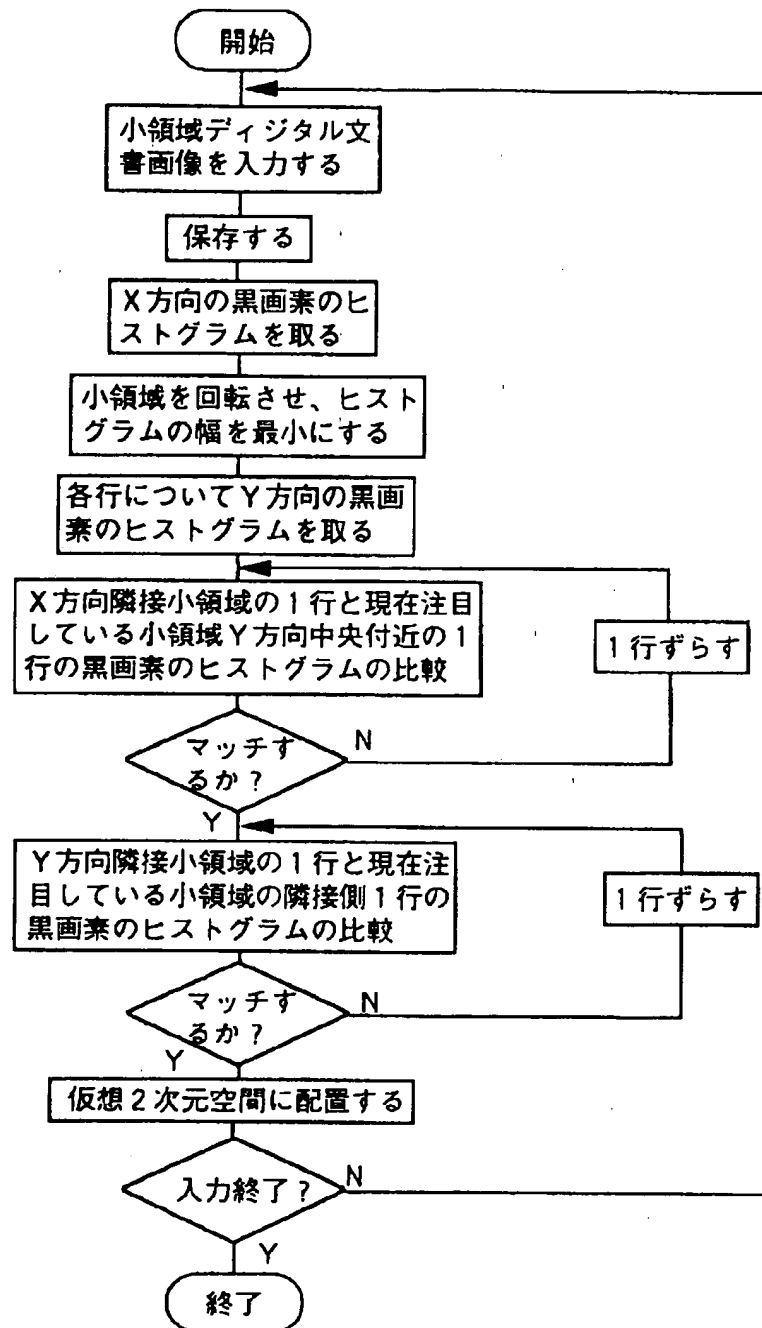 開始
小領域ディジタル文
書画像を入力する
保存する
X方向の黒画素のヒ
ストグラムを取る
小領域を回転させ、ヒスト
グラムの幅を最小にする
各行についてY方向の黒画
素のヒストグラムを取る
X方向隣接小領域の1行と現在注目
している小領域Y方向中央付近の1
行の黒画素のヒストグラムの比較
1行ずらす
マッチす
るか?
N
Y
Y方向隣接小領域の1行と現在注
目している小領域の隣接側1行の
黒画素のヒストグラムの比較
1行ずらす
マッチす
るか?
N
Y
仮想2次元空間に配置する
入力終了?
N
Y
終了